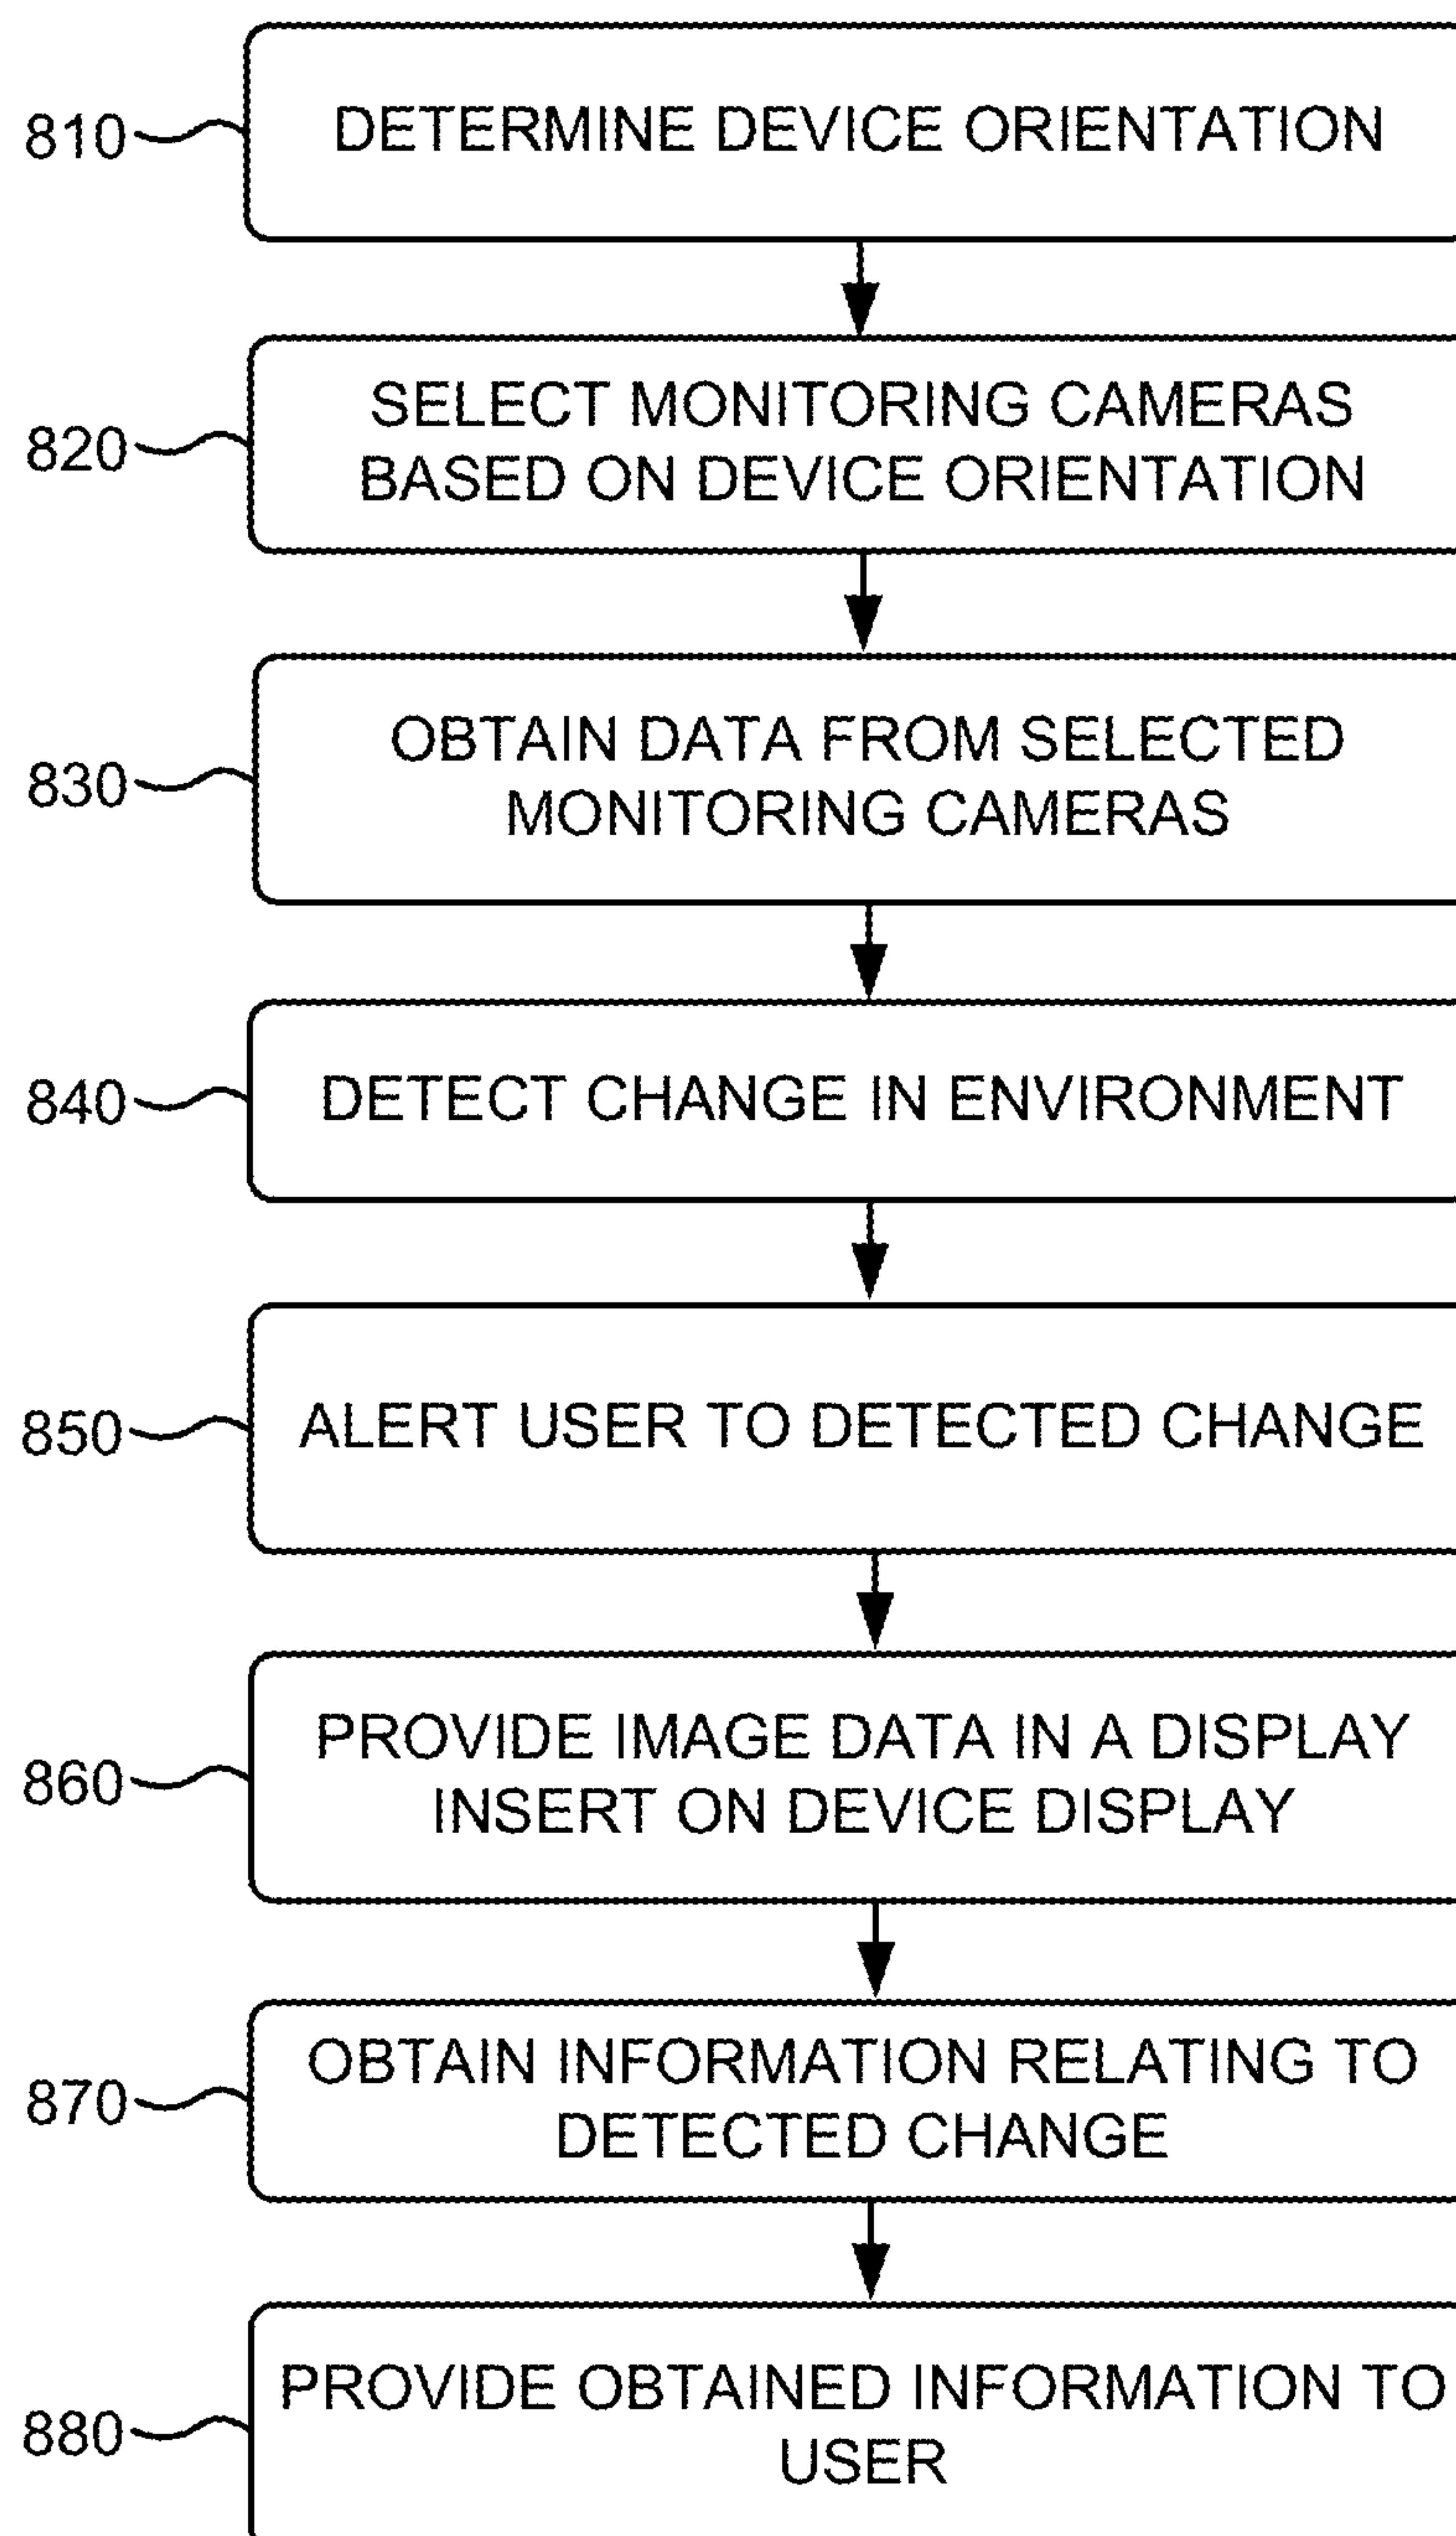 810
DETERMINE DEVICE ORIENTATION
820
SELECT MONITORING CAMERAS
BASED ON DEVICE ORIENTATION
830
OBTAIN DATA FROM SELECTED
MONITORING CAMERAS
840
DETECT CHANGE IN ENVIRONMENT
850
ALERT USER TO DETECTED CHANGE
860
PROVIDE IMAGE DATA IN A DISPLAY
INSERT ON DEVICE DISPLAY
870
OBTAIN INFORMATION RELATING TO
DETECTED CHANGE
880
PROVIDE OBTAINED INFORMATION TO
USER